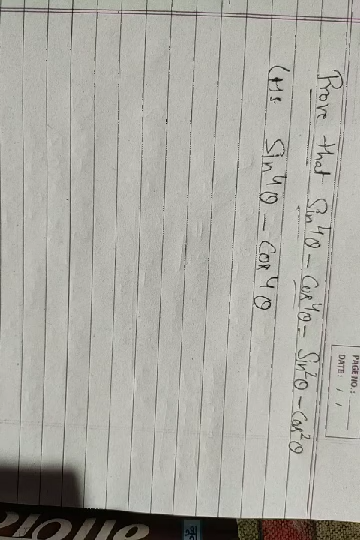 PAGE NO.:
DATE: / /
Prove that Sin⁴θ - Cos⁴θ - Sin²θ - Cos²θ
LHS Sin⁴θ - Cos⁴θ